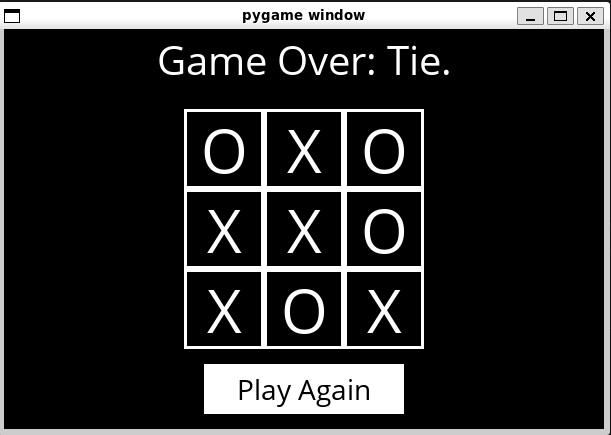 pygame window
Game Over: Tie.
O X O
X X O
X O X
Play Again